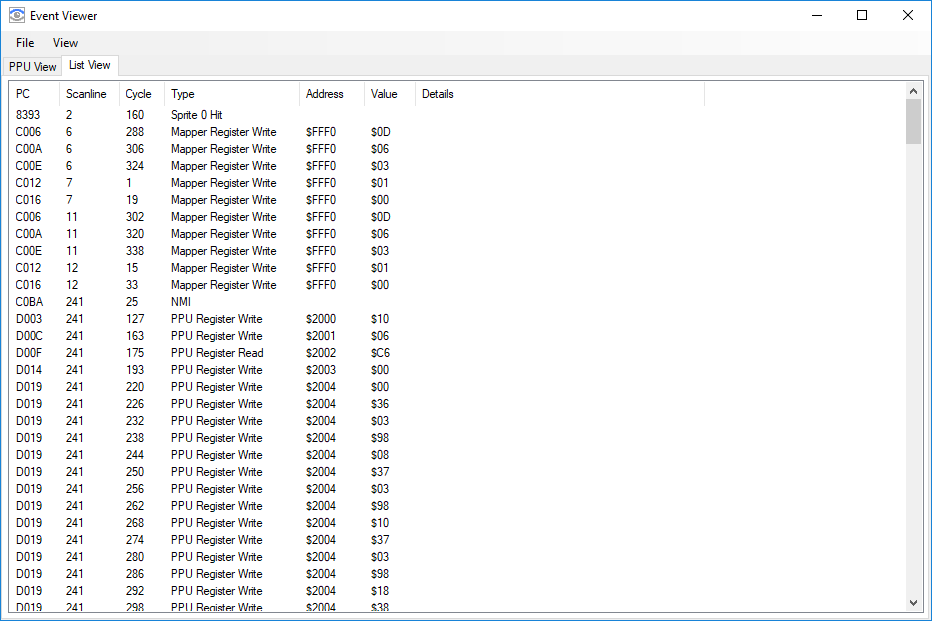 Event Viewer
File View
PPU View List View
PC Scanline Cycle Type Address Value Details
8393 2 160 Sprite 0 Hit
C006 6 288 Mapper Register Write $FFF0 $0D
C00A 6 306 Mapper Register Write $FFF0 $06
C00E 6 324 Mapper Register Write $FFF0 $03
C012 7 1 Mapper Register Write $FFF0 $01
C016 7 19 Mapper Register Write $FFF0 $00
C006 11 302 Mapper Register Write $FFF0 $0D
C00A 11 320 Mapper Register Write $FFF0 $06
C00E 11 338 Mapper Register Write $FFF0 $03
C012 12 15 Mapper Register Write $FFF0 $01
C016 12 33 Mapper Register Write $FFF0 $00
C0BA 241 25 NMI
D003 241 127 PPU Register Write $2000 $10
D00C 241 163 PPU Register Write $2001 $06
D00F 241 175 PPU Register Read $2002 $C6
D014 241 193 PPU Register Write $2003 $00
D019 241 220 PPU Register Write $2004 $00
D019 241 226 PPU Register Write $2004 $36
D019 241 232 PPU Register Write $2004 $03
D019 241 238 PPU Register Write $2004 $98
D019 241 244 PPU Register Write $2004 $08
D019 241 250 PPU Register Write $2004 $37
D019 241 256 PPU Register Write $2004 $03
D019 241 262 PPU Register Write $2004 $98
D019 241 268 PPU Register Write $2004 $10
D019 241 274 PPU Register Write $2004 $37
D019 241 280 PPU Register Write $2004 $03
D019 241 286 PPU Register Write $2004 $98
D019 241 292 PPU Register Write $2004 $18
D019 241 298 PPU Register Write $2004 $38